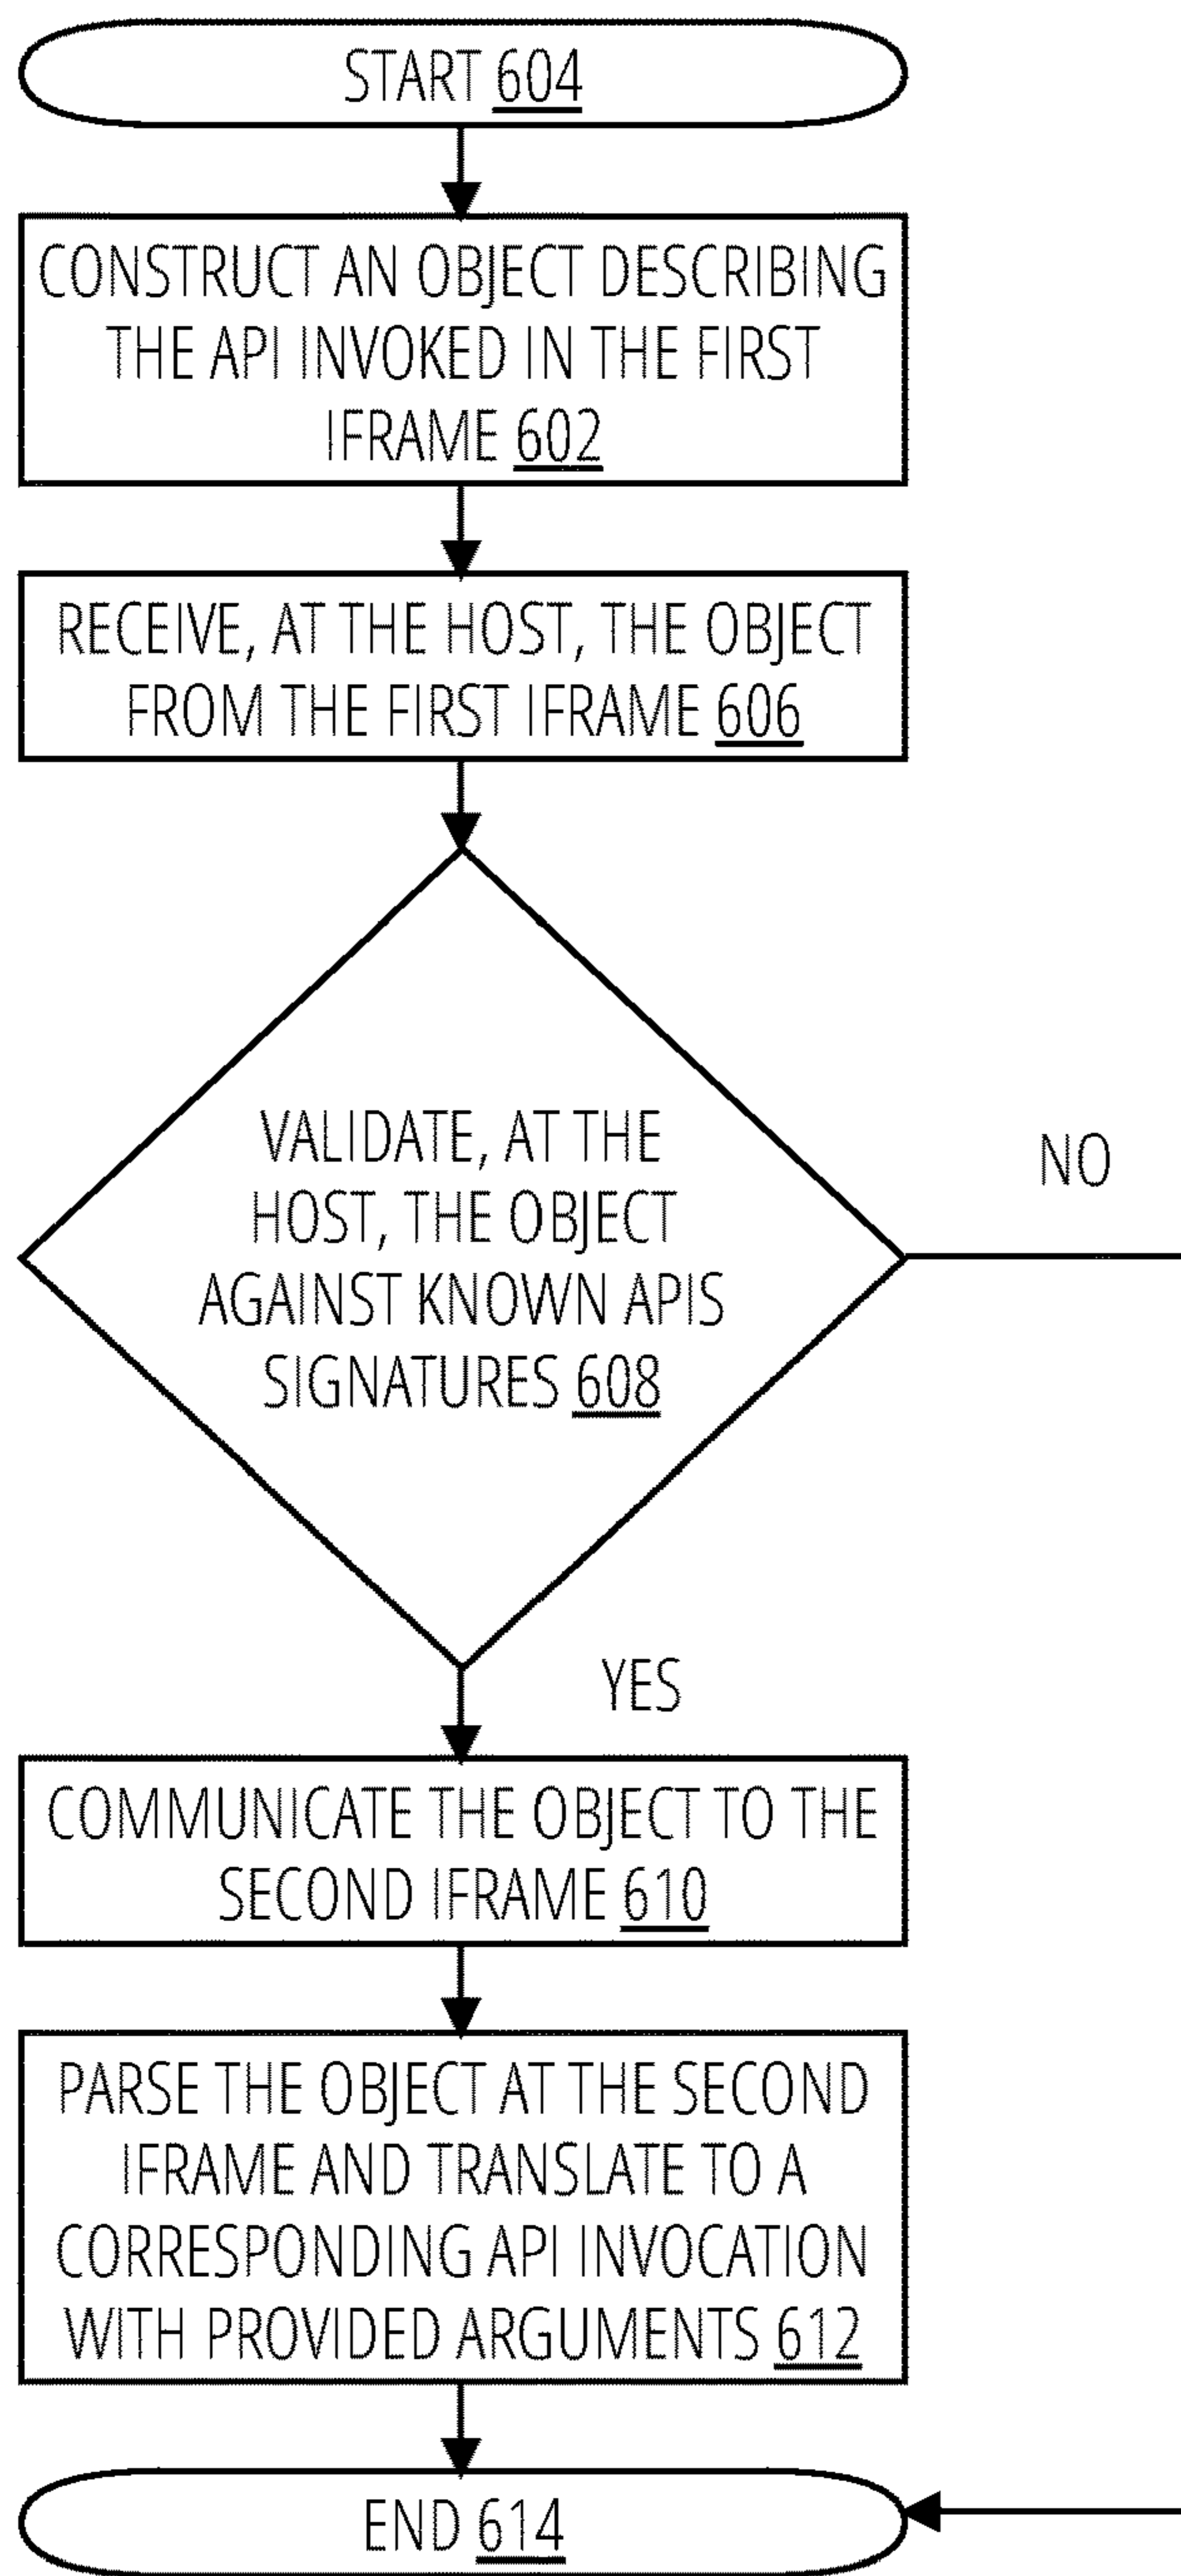 START 604
CONSTRUCT AN OBJECT DESCRIBING
THE API INVOKED IN THE FIRST
IFRAME 602
RECEIVE, AT THE HOST, THE OBJECT
FROM THE FIRST IFRAME 606
VALIDATE, AT THE
HOST, THE OBJECT
AGAINST KNOWN APIS
SIGNATURES 608
NO
YES
COMMUNICATE THE OBJECT TO THE
SECOND IFRAME 610
PARSE THE OBJECT AT THE SECOND
IFRAME AND TRANSLATE TO A
CORRESPONDING API INVOCATION
WITH PROVIDED ARGUMENTS 612
END 614